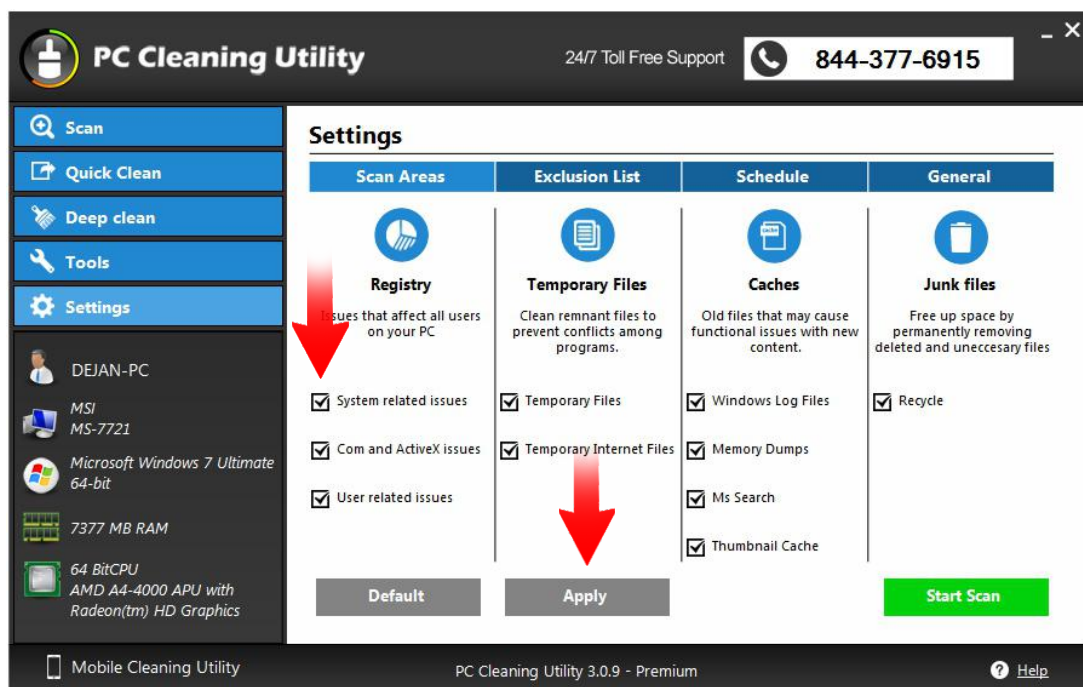 PC Cleaning Utility
24/7 Toll Free Support
844-377-6915
Scan
Quick Clean
Deep clean
Tools
Settings
DEJAN-PC
MSI
MS-7721
Microsoft Windows 7 Ultimate
64-bit
7377 MB RAM
64 BitCPU
AMD A4-4000 APU with
Radeon(tm) HD Graphics
Settings
Scan Areas
Exclusion List
Schedule
General
Registry
Issues that affect all users
on your PC
System related issues
Com and ActiveX issues
User related issues
Temporary Files
Clean remnant files to
prevent conflicts among
programs.
Temporary Files
Temporary Internet Files
Caches
Old files that may cause
functional issues with new
content.
Windows Log Files
Memory Dumps
Ms Search
Thumbnail Cache
Junk files
Free up space by
permanently removing
deleted and uneccesary files
Recycle
Default
Apply
Start Scan
Mobile Cleaning Utility
PC Cleaning Utility 3.0.9 - Premium
? Help